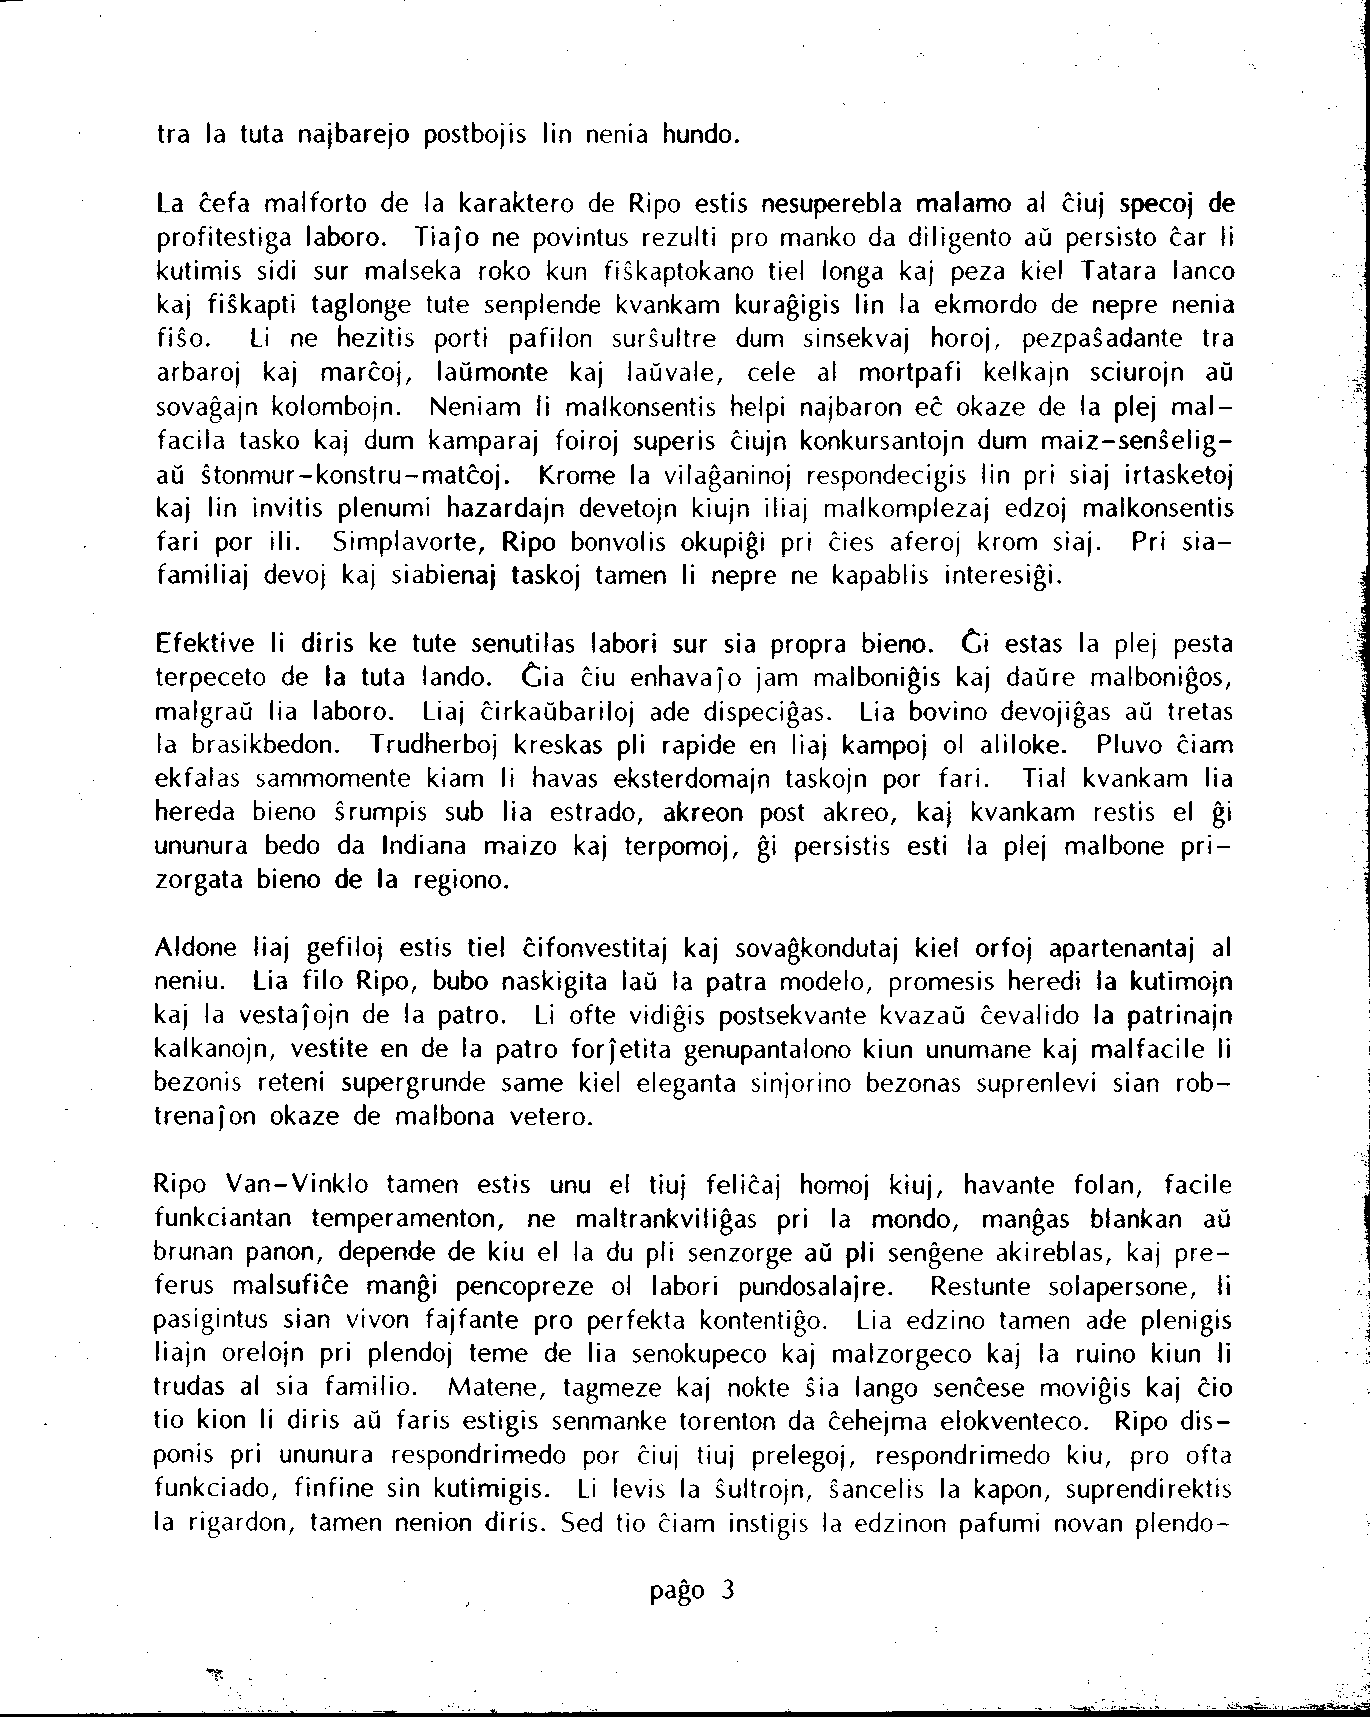 tra la tuta najbarejo postbojis lin nenia hundo.
La ĉefa malforto de la karaktero de Ripo estis nesuperebla malamo al ĉiuj specoj de
profitestiga laboro. Tiaĵo ne povintus rezulti pro manko da diligento aŭ persisto ĉar li
kutimis sidi sur malseka roko kun fiŝkaptokano tiel longa kaj peza kiel Tatara lanco
kaj fiŝkapti taglonge tute senplende kvankam kuraĝigis lin la ekmordo de nepre nenia
fiŝo. Li ne hezitis porti pafilon surŝultre dum sinsekvaj horoj, pezpaŝadante tra
arbaroj kaj marĉoj, laŭmonte kaj laŭvale, cele al mortpafi kelkajn sciurojn aŭ
sovaĝajn kolombojn. Neniam li malkonsentis helpi najbaron eĉ okaze de la plej mal-
facila tasko kaj dum kamparaj foiroj superis ĉiujn konkursantojn dum maiz-senŝelig-
aŭ ŝtonmur-konstru-matĉoj. Krome la vilaĝaninoj respondecigis lin pri siaj irtasketoj
kaj lin invitis plenumi hazardajn devetojn kiujn iliaj malkomplezaj edzoj malkonsentis
fari por ili. Simplavorte, Ripo bonvolis okupiĝi pri ĉies aferoj krom siaj. Pri sia-
familiaj devoj kaj siabienaj taskoj tamen li nepre ne kapablis interesiĝi.
Efektive li diris ke tute senutilas labori sur sia propra bieno. Ĝi estas la plej pesta
terpeceto de la tuta lando. Ĝia ĉiu enhavaĵo jam malboniĝis kaj daŭre malboniĝos,
malgraŭ lia laboro. Liaj ĉirkaŭbariloj ade dispeciĝas. Lia bovino devojiĝas aŭ tretas
la brasikbedon. Trudherboj kreskas pli rapide en liaj kampoj ol aliloke. Pluvo ĉiam
ekfalas sammomente kiam li havas eksterdomajn taskojn por fari. Tial kvankam lia
hereda bieno ŝrumpis sub lia estrado, akreon post akreo, kaj kvankam restis el ĝi
ununura bedo da Indiana maizo kaj terpomoj, ĝi persistis esti la plej malbone pri-
zorgata bieno de la regiono.
Aldone liaj gefiloj estis tiel ĉifonvestitaj kaj sovaĝkondutaj kiel orfoj apartenantaj al
neniu. Lia filo Ripo, bubo naskigita laŭ la patra modelo, promesis heredi la kutimojn
kaj la vestaĵojn de la patro. Li ofte vidiĝis postsekvante kvazaŭ ĉevalido la patrinajn
kalkanojn, vestite en de la patro forĵetita genupantalono kiun unumane kaj malfacile li
bezonis reteni supergrunde same kiel eleganta sinjorino bezonas suprenlevi sian rob-
trenaĵon okaze de malbona vetero.
Ripo Van-Vinklo tamen estis unu el tiuj feliĉaj homoj kiuj, havante folan, facile
funkciantan temperamenton, ne maltrankviliĝas pri la mondo, manĝas blankan aŭ
brunan panon, depende de kiu el la du pli senzorge aŭ pli senĝene akireblas, kaj pre-
ferus malsufiĉe manĝi pencopreze ol labori pundosalajre. Restunte solapersone, li
pasigintus sian vivon fajfante pro perfekta kontentiĝo. Lia edzino tamen ade plenigis
liajn orelojn pri plendoj teme de lia senokupeco kaj malzorgeco kaj la ruino kiun li
trudas al sia familio. Matene, tagmeze kaj nokte ŝia lango senĉese moviĝis kaj ĉio
tio kion li diris aŭ faris estigis senmanke torenton da ĉehejma elokventeco. Ripo dis-
ponis pri ununura respondrimedo por ĉiuj tiuj prelegoj, respondrimedo kiu, pro ofta
funkciado, finfine sin kutimigis. Li levis la ŝultrojn, ŝancelis la kapon, suprendirektis
la rigardon, tamen nenion diris. Sed tio ĉiam instigis la edzinon pafumi novan plendo-
paĝo 3